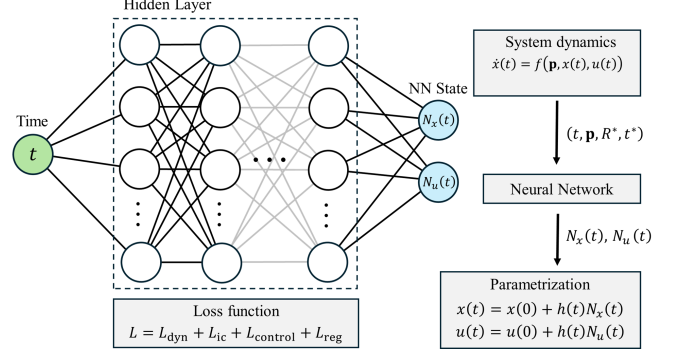 Hidden Layer
Time
t
NN State
N_x(t)
N_u(t)
Loss function
L = L_dyn + L_ic + L_control + L_reg
System dynamics
ẋ(t) = f(p, x(t), u(t))
(t, p, R*, t*)
Neural Network
N_x(t), N_u(t)
Parametrization
x(t) = x(0) + h(t)N_x(t)
u(t) = u(0) + h(t)N_u(t)